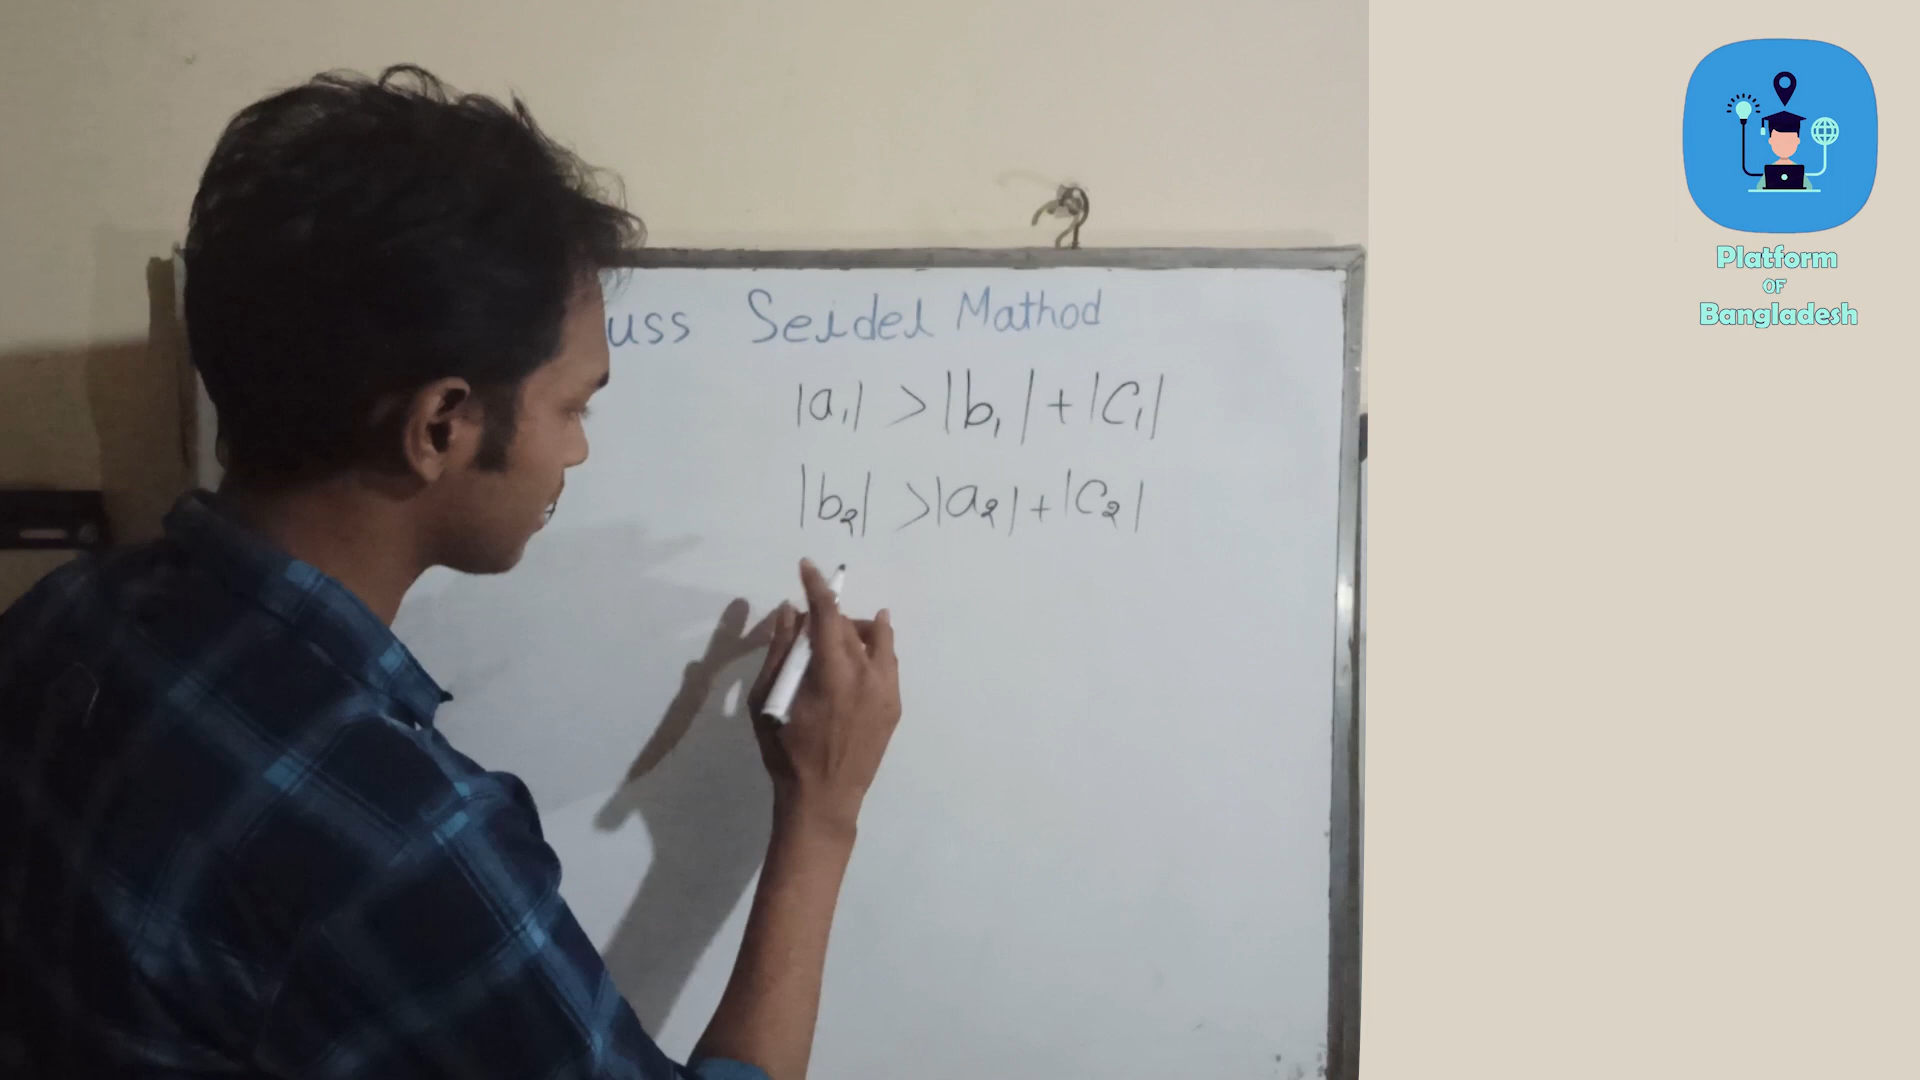 uss Seidel Mathod
|a₁| > |b₁| + |C₁|
|b₂| > |a₂| + |C₂|
Platform
OF
Bangladesh